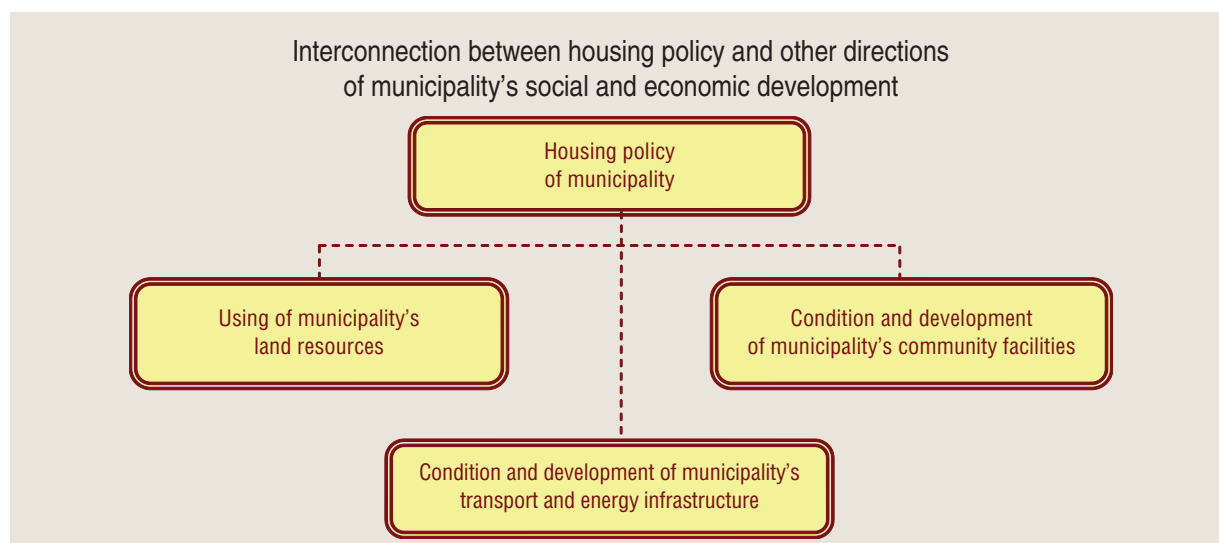 Interconnection between housing policy and other directions
of municipality's social and economic development
Housing policy
of municipality
Using of municipality's
land resources
Condition and development
of municipality's community facilities
Condition and development of municipality's
transport and energy infrastructure